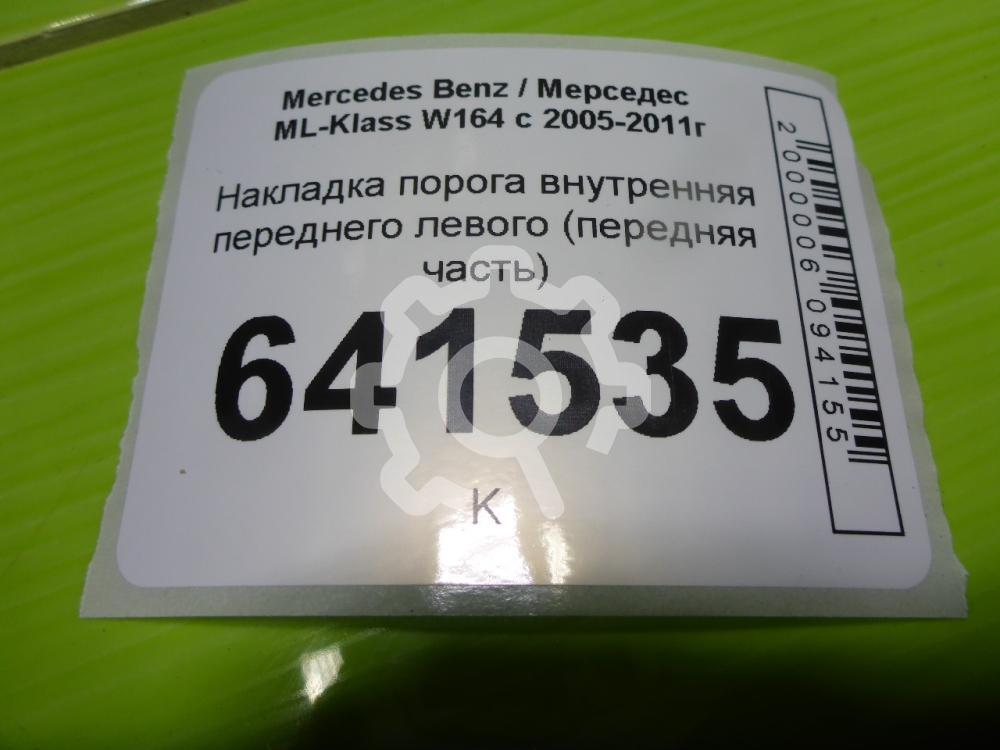 Mercedes Benz / Мерседес
ML-Klass W164 с 2005-2011г
Накладка порога внутренняя
переднего левого (передняя
часть)
641535
К
2000006094155